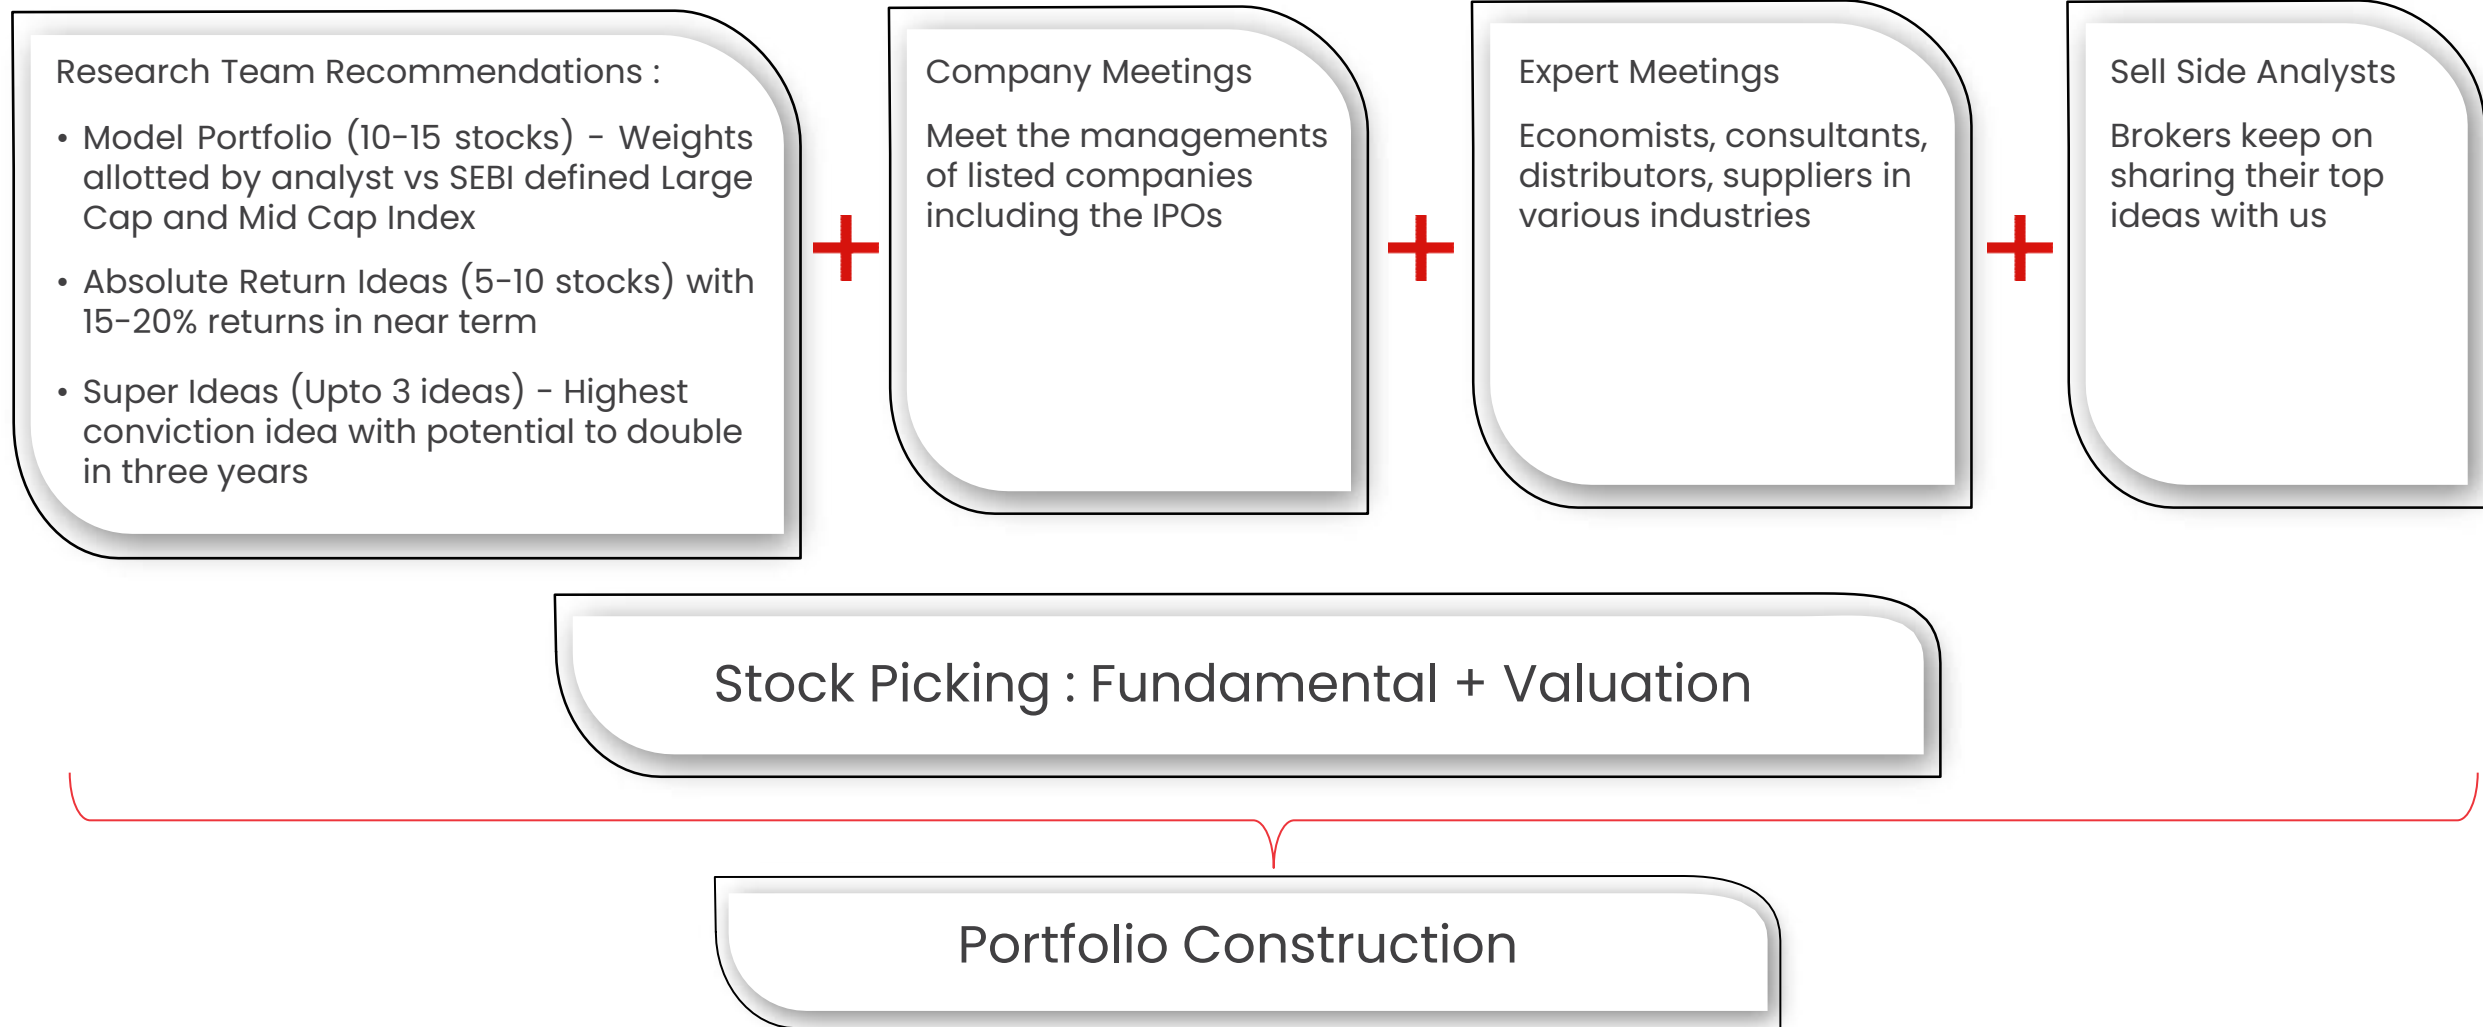 Research Team Recommendations :
• Model Portfolio (10-15 stocks) - Weights
allotted by analyst vs SEBI defined Large
Cap and Mid Cap Index
• Absolute Return Ideas (5-10 stocks) with
15-20% returns in near term
• Super Ideas (Upto 3 ideas) - Highest
conviction idea with potential to double
in three years
+
Company Meetings
Meet the managements
of listed companies
including the IPOs
+
Expert Meetings
Economists, consultants,
distributors, suppliers in
various industries
+
Sell Side Analysts
Brokers keep on
sharing their top
ideas with us
Stock Picking : Fundamental + Valuation
Portfolio Construction